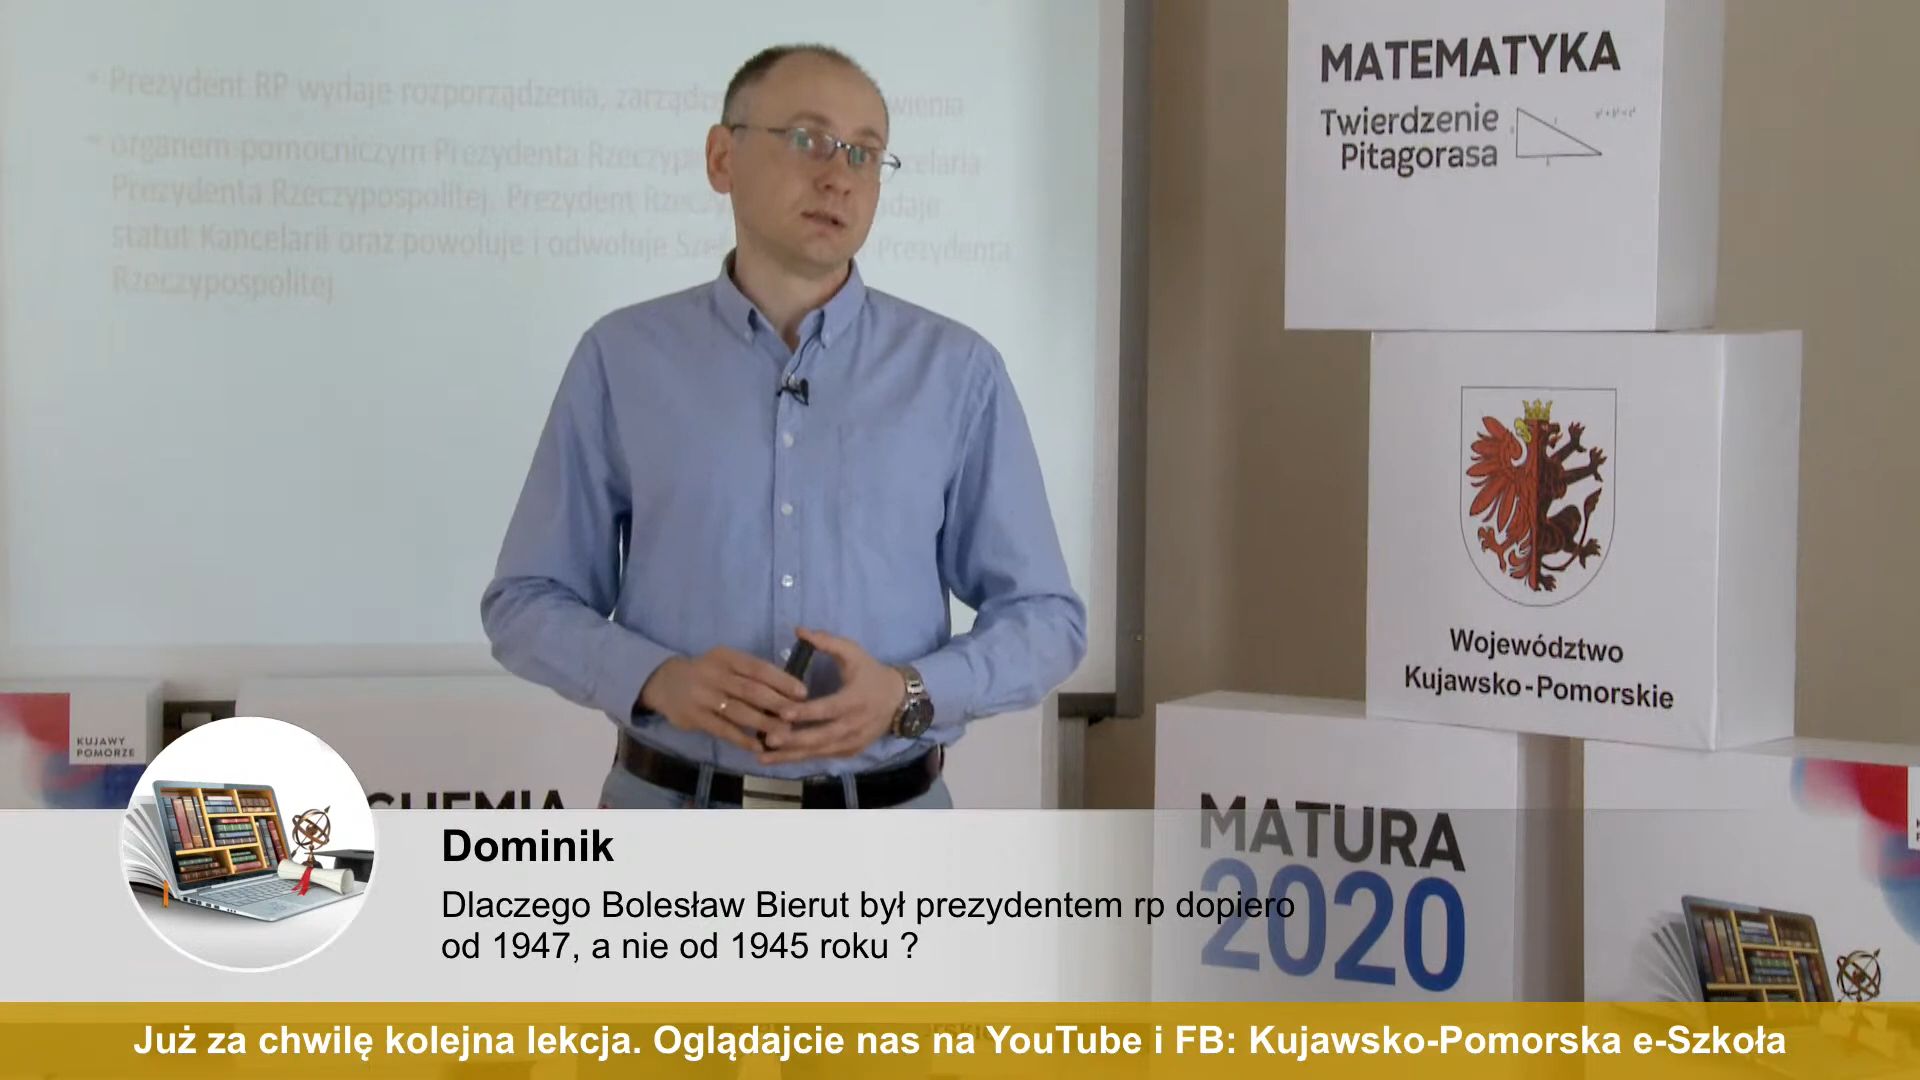 Prezydent RP wydaje rozporządzenia, zarządz
organem pomocniczym Prezydenta Rzeczyp
Prezydenta Rzeczypospolitej. Prezydent Rzeczy
statut Kancelarii oraz powołuje i odwołuje Prezydenta
Rzeczypospolitej
MATEMATYKA
Twierdzenie
Pitagorasa
Województwo
Kujawsko-Pomorskie
KUJAWY
POMORZE
CHEMIA
MATURA
2020
Dominik
Dlaczego Bolesław Bierut był prezydentem rp dopiero
od 1947, a nie od 1945 roku ?
Już za chwilę kolejna lekcja. Oglądajcie nas na YouTube i FB: Kujawsko-Pomorska e-Szkoła